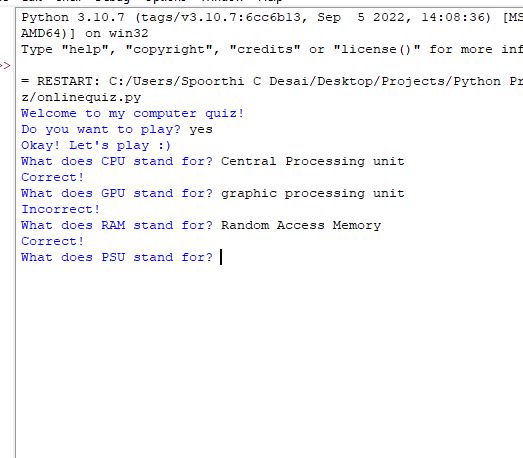 Python 3.10.7 (tags/v3.10.7:6cc6b13, Sep  5 2022, 14:08:36) [MS
AMD64)] on win32
Type "help", "copyright", "credits" or "license()" for more inf
>>
= RESTART: C:/Users/Spoorthi C Desai/Desktop/Projects/Python Pr
z/onlinequiz.py
Welcome to my computer quiz!
Do you want to play? yes
Okay! Let's play :)
What does CPU stand for? Central Processing unit
Correct!
What does GPU stand for? graphic processing unit
Incorrect!
What does RAM stand for? Random Access Memory
Correct!
What does PSU stand for?